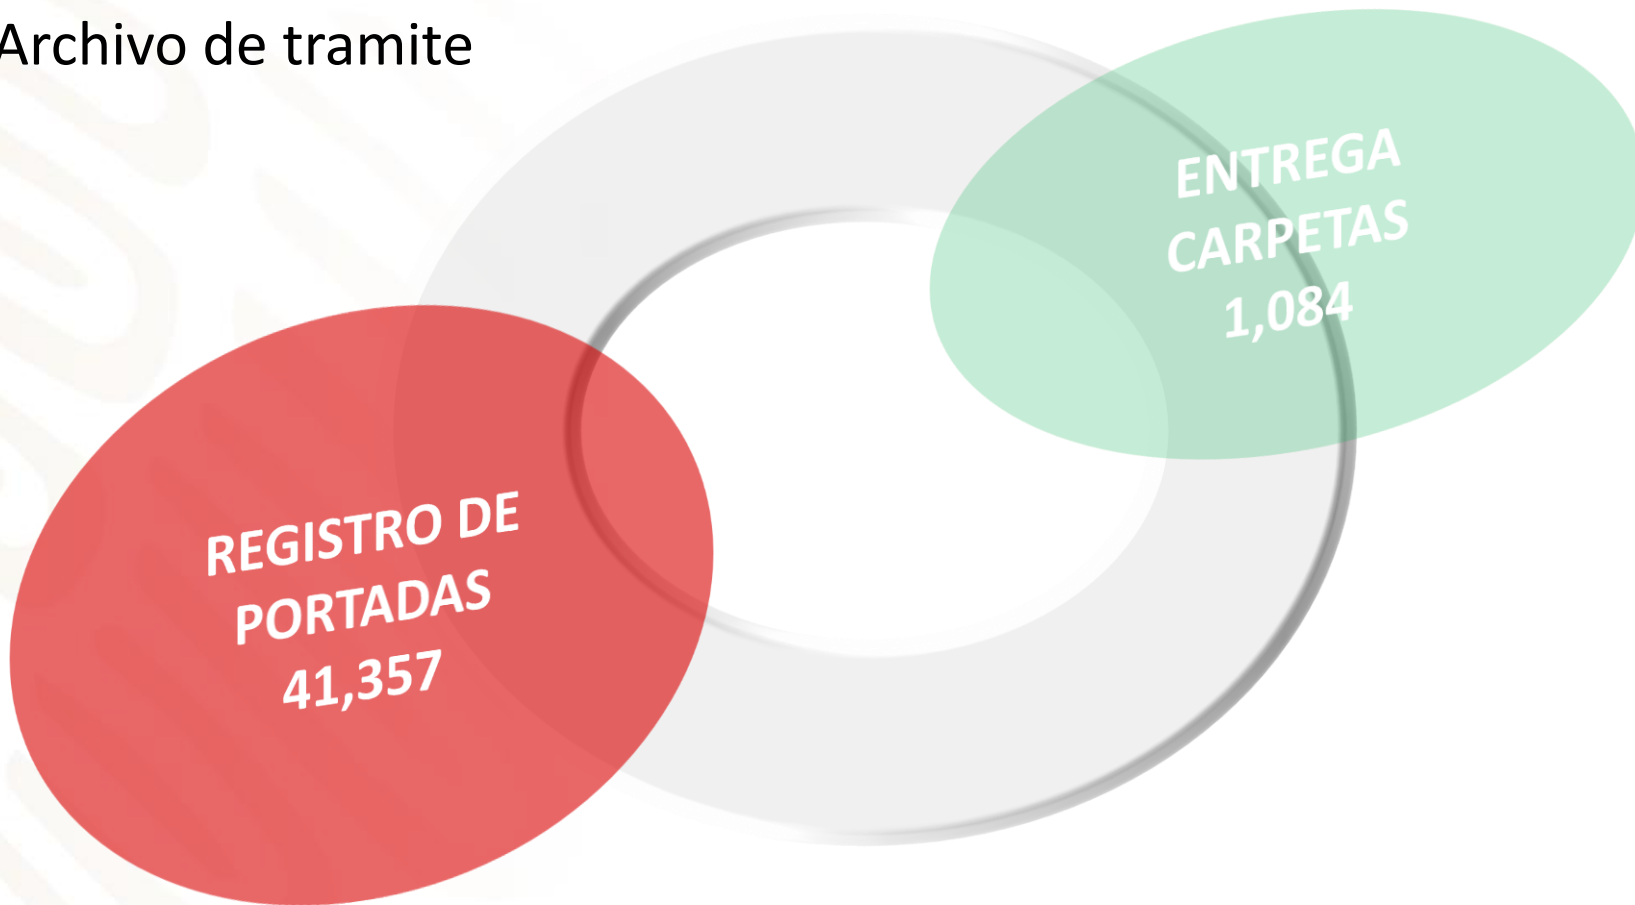 Archivo de tramite
ENTREGA
CARPETAS
1,084
REGISTRO DE
PORTADAS
41,357